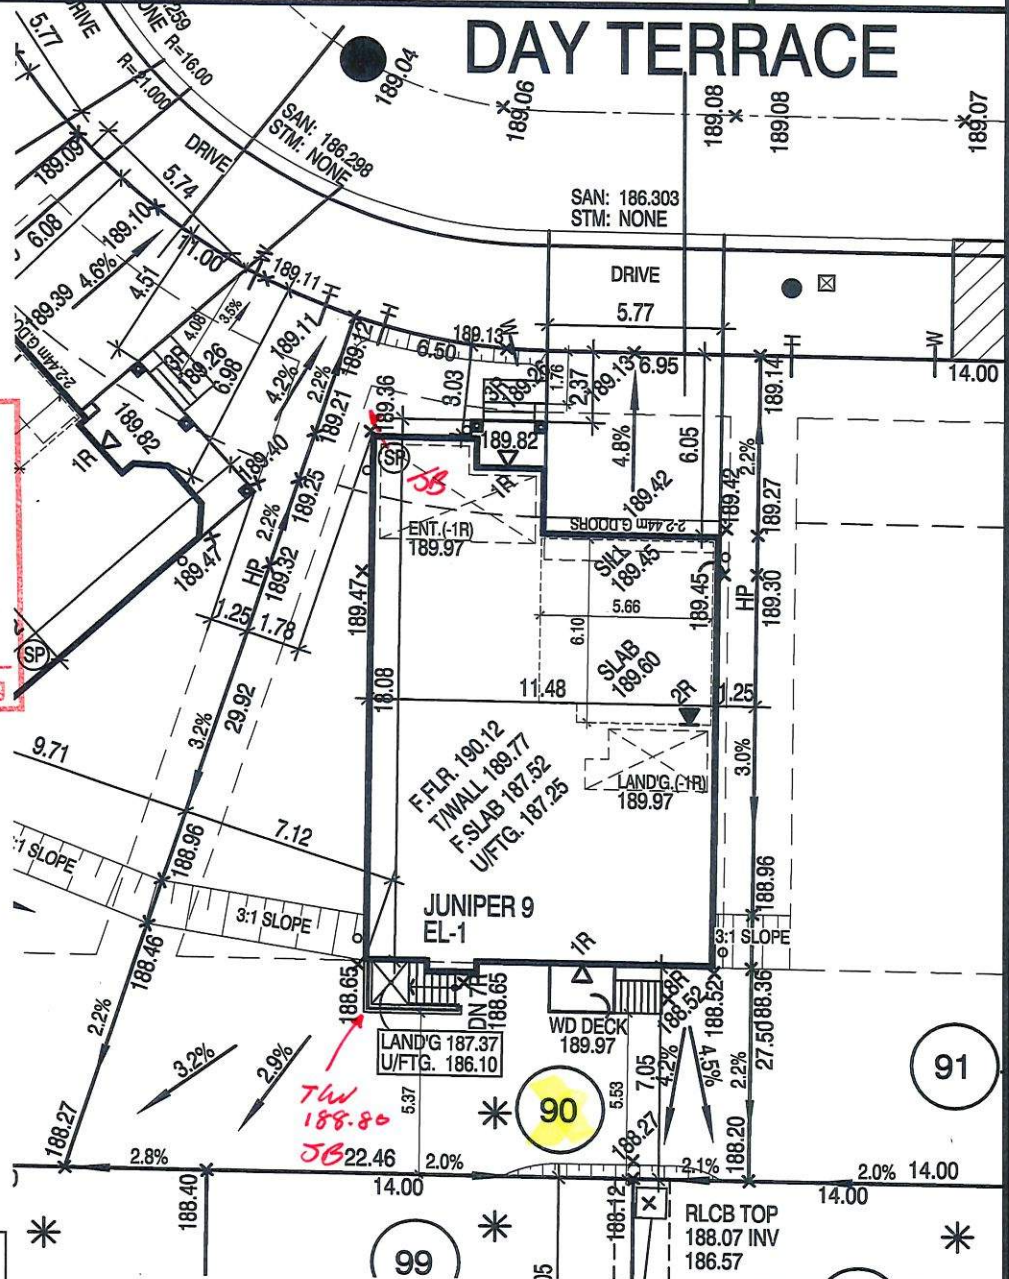 DAY TERRACE
5.77
DRIVE
.259
ONE R=16.00
R=21.000
189.04
189.06
189.08
189.08
189.07
SAN: 186.298
STM: NONE
DRIVE
5.74
189.09
6.08
189.10
11.00
SAN: 186.303
STM: NONE
DRIVE
5.77
189.39
4.6%
4.51
4.08
3.5%
189.11
H
W
3R
189.26
6.98
189.11
4.2%
2.2%
189.12
6.50
189.13
W
3.03
3R
189.26
1.76
2.37
189.13
6.95
H
W
14.00
189.14
189.82
1R
189.21
189.36
189.40
189.25
SP
JB
189.82
1R
4.8%
6.05
189.42
189.42
2.2%
189.27
2-2.44m G.DOORS
ENT.(-1R)
189.97
SILL
189.45
189.45
HP
189.30
2.2%
HP
189.32
189.47
189.47
1.25
1.78
5.66
6.10
SLAB
189.60
SP
18.08
11.48
2R
1.25
29.92
3.2%
9.71
3.0%
F.FLR. 190.12
T/WALL 189.77
F.SLAB 187.52
U/FTG. 187.25
LAND'G.(-1R)
189.97
7.12
188.96
188.96
:1 SLOPE
3:1 SLOPE
JUNIPER 9
EL-1
1R
3:1 SLOPE
188.46
188.65
DN 7R
188.65
8R
188.52
188.52
188.36
27.50
WD DECK
189.97
LAND'G 187.37
U/FTG. 186.10
2.2%
3.2%
2.9%
TW
188.80
JB
5.37
90
5.53
7.05
4.2%
4.5%
2.2%
91
188.27
188.27
188.20
2.8%
22.46
2.0%
2.1%
2.0%
14.00
14.00
14.00
188.40
188.12
99
RLCB TOP
188.07 INV
186.57